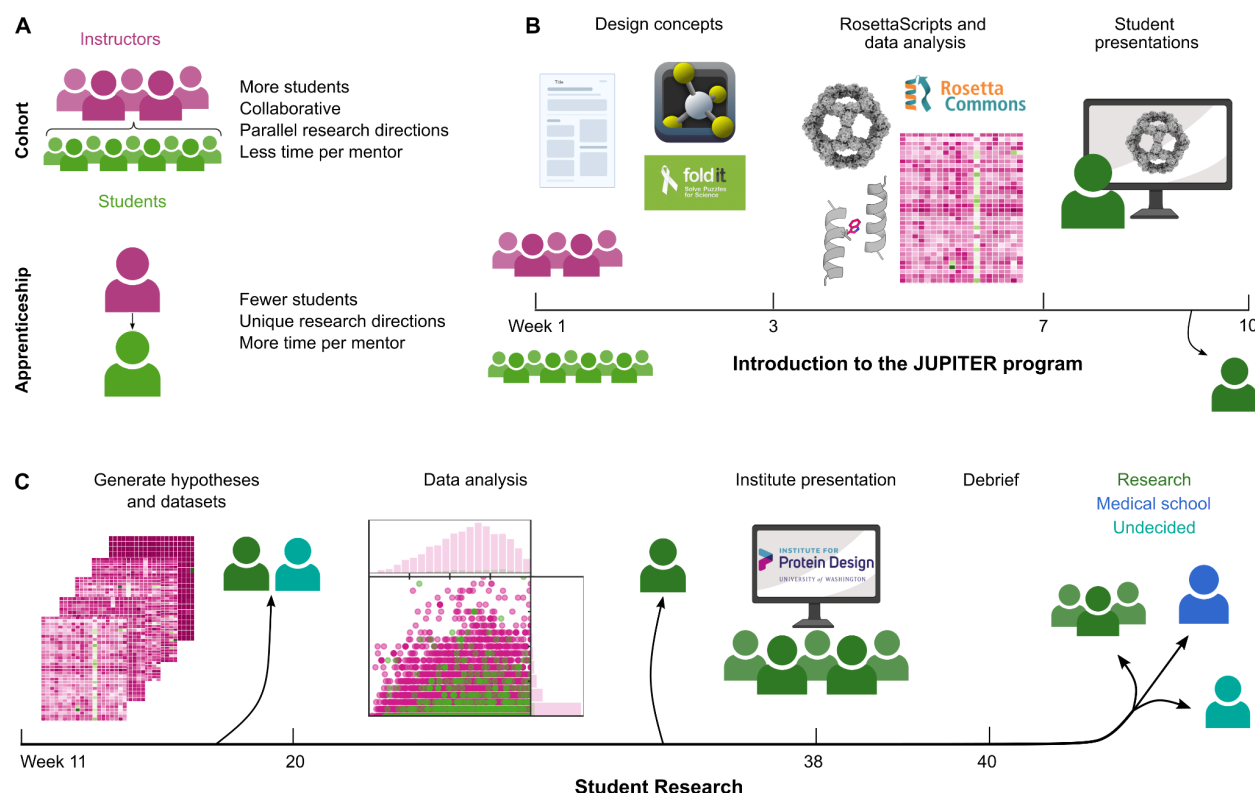 A
Instructors
Cohort
More students
Collaborative
Parallel research directions
Less time per mentor
Students
Apprenticeship
Fewer students
Unique research directions
More time per mentor
B
Design concepts
RosettaScripts and
data analysis
Student
presentations
Title
foldit
Solve Puzzles
for Science
Rosetta
Commons
Week 1
3
7
10
Introduction to the JUPITER program
C
Generate hypotheses
and datasets
Data analysis
Institute presentation
Debrief
Research
Medical school
Undecided
INSTITUTE FOR
Protein Design
UNIVERSITY of WASHINGTON
Week 11
20
38
40
Student Research